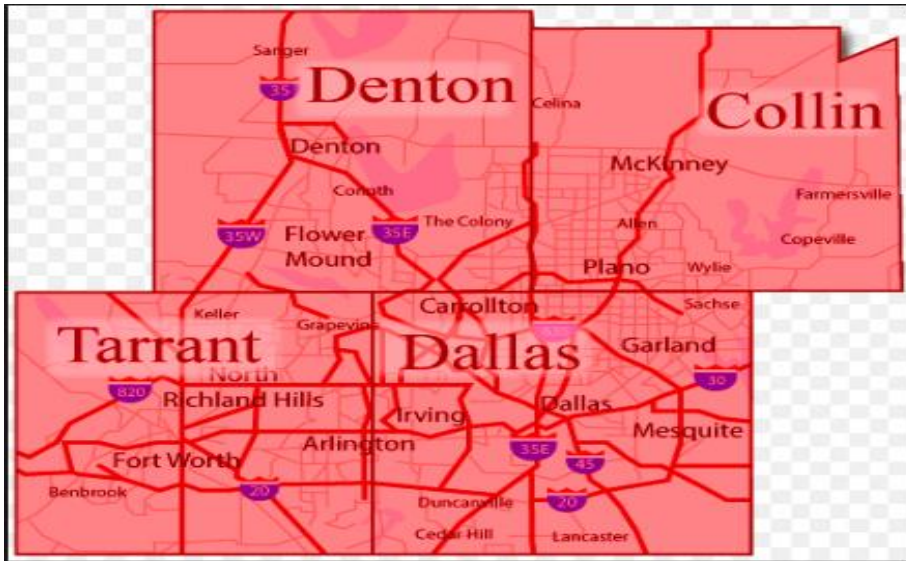 Sanger
35
Denton
Celina
Collin
Denton
McKinney
Corinth
Farmersville
35W
Flower
Mound
35E
The Colony
Allen
Copeville
Plano
Wylie
Keller
Grapevine
Carrollton
Sachse
Tarrant
Dallas
Garland
North
Richland Hills
820
30
Irving
Dallas
Arlington
Mesquite
Fort Worth
35E
45
Benbrook
20
Duncanville
20
Cedar Hill
Lancaster